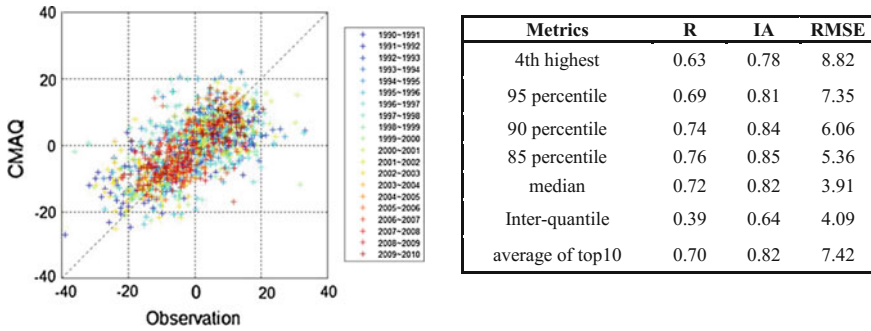 40
20
0
-20
-40
CMAQ
-40 -20 0 20 40
Observation
1990~1991
1991~1992
1992~1993
1993~1994
1994~1995
1995~1996
1996~1997
1997~1998
1998~1999
1999~2000
2000~2001
2001~2002
2002~2003
2003~2004
2004~2005
2005~2006
2006~2007
2007~2008
2008~2009
2009~2010
Metrics R IA RMSE
4th highest 0.63 0.78 8.82
95 percentile 0.69 0.81 7.35
90 percentile 0.74 0.84 6.06
85 percentile 0.76 0.85 5.36
median 0.72 0.82 3.91
Inter-quantile 0.39 0.64 4.09
average of top10 0.70 0.82 7.42